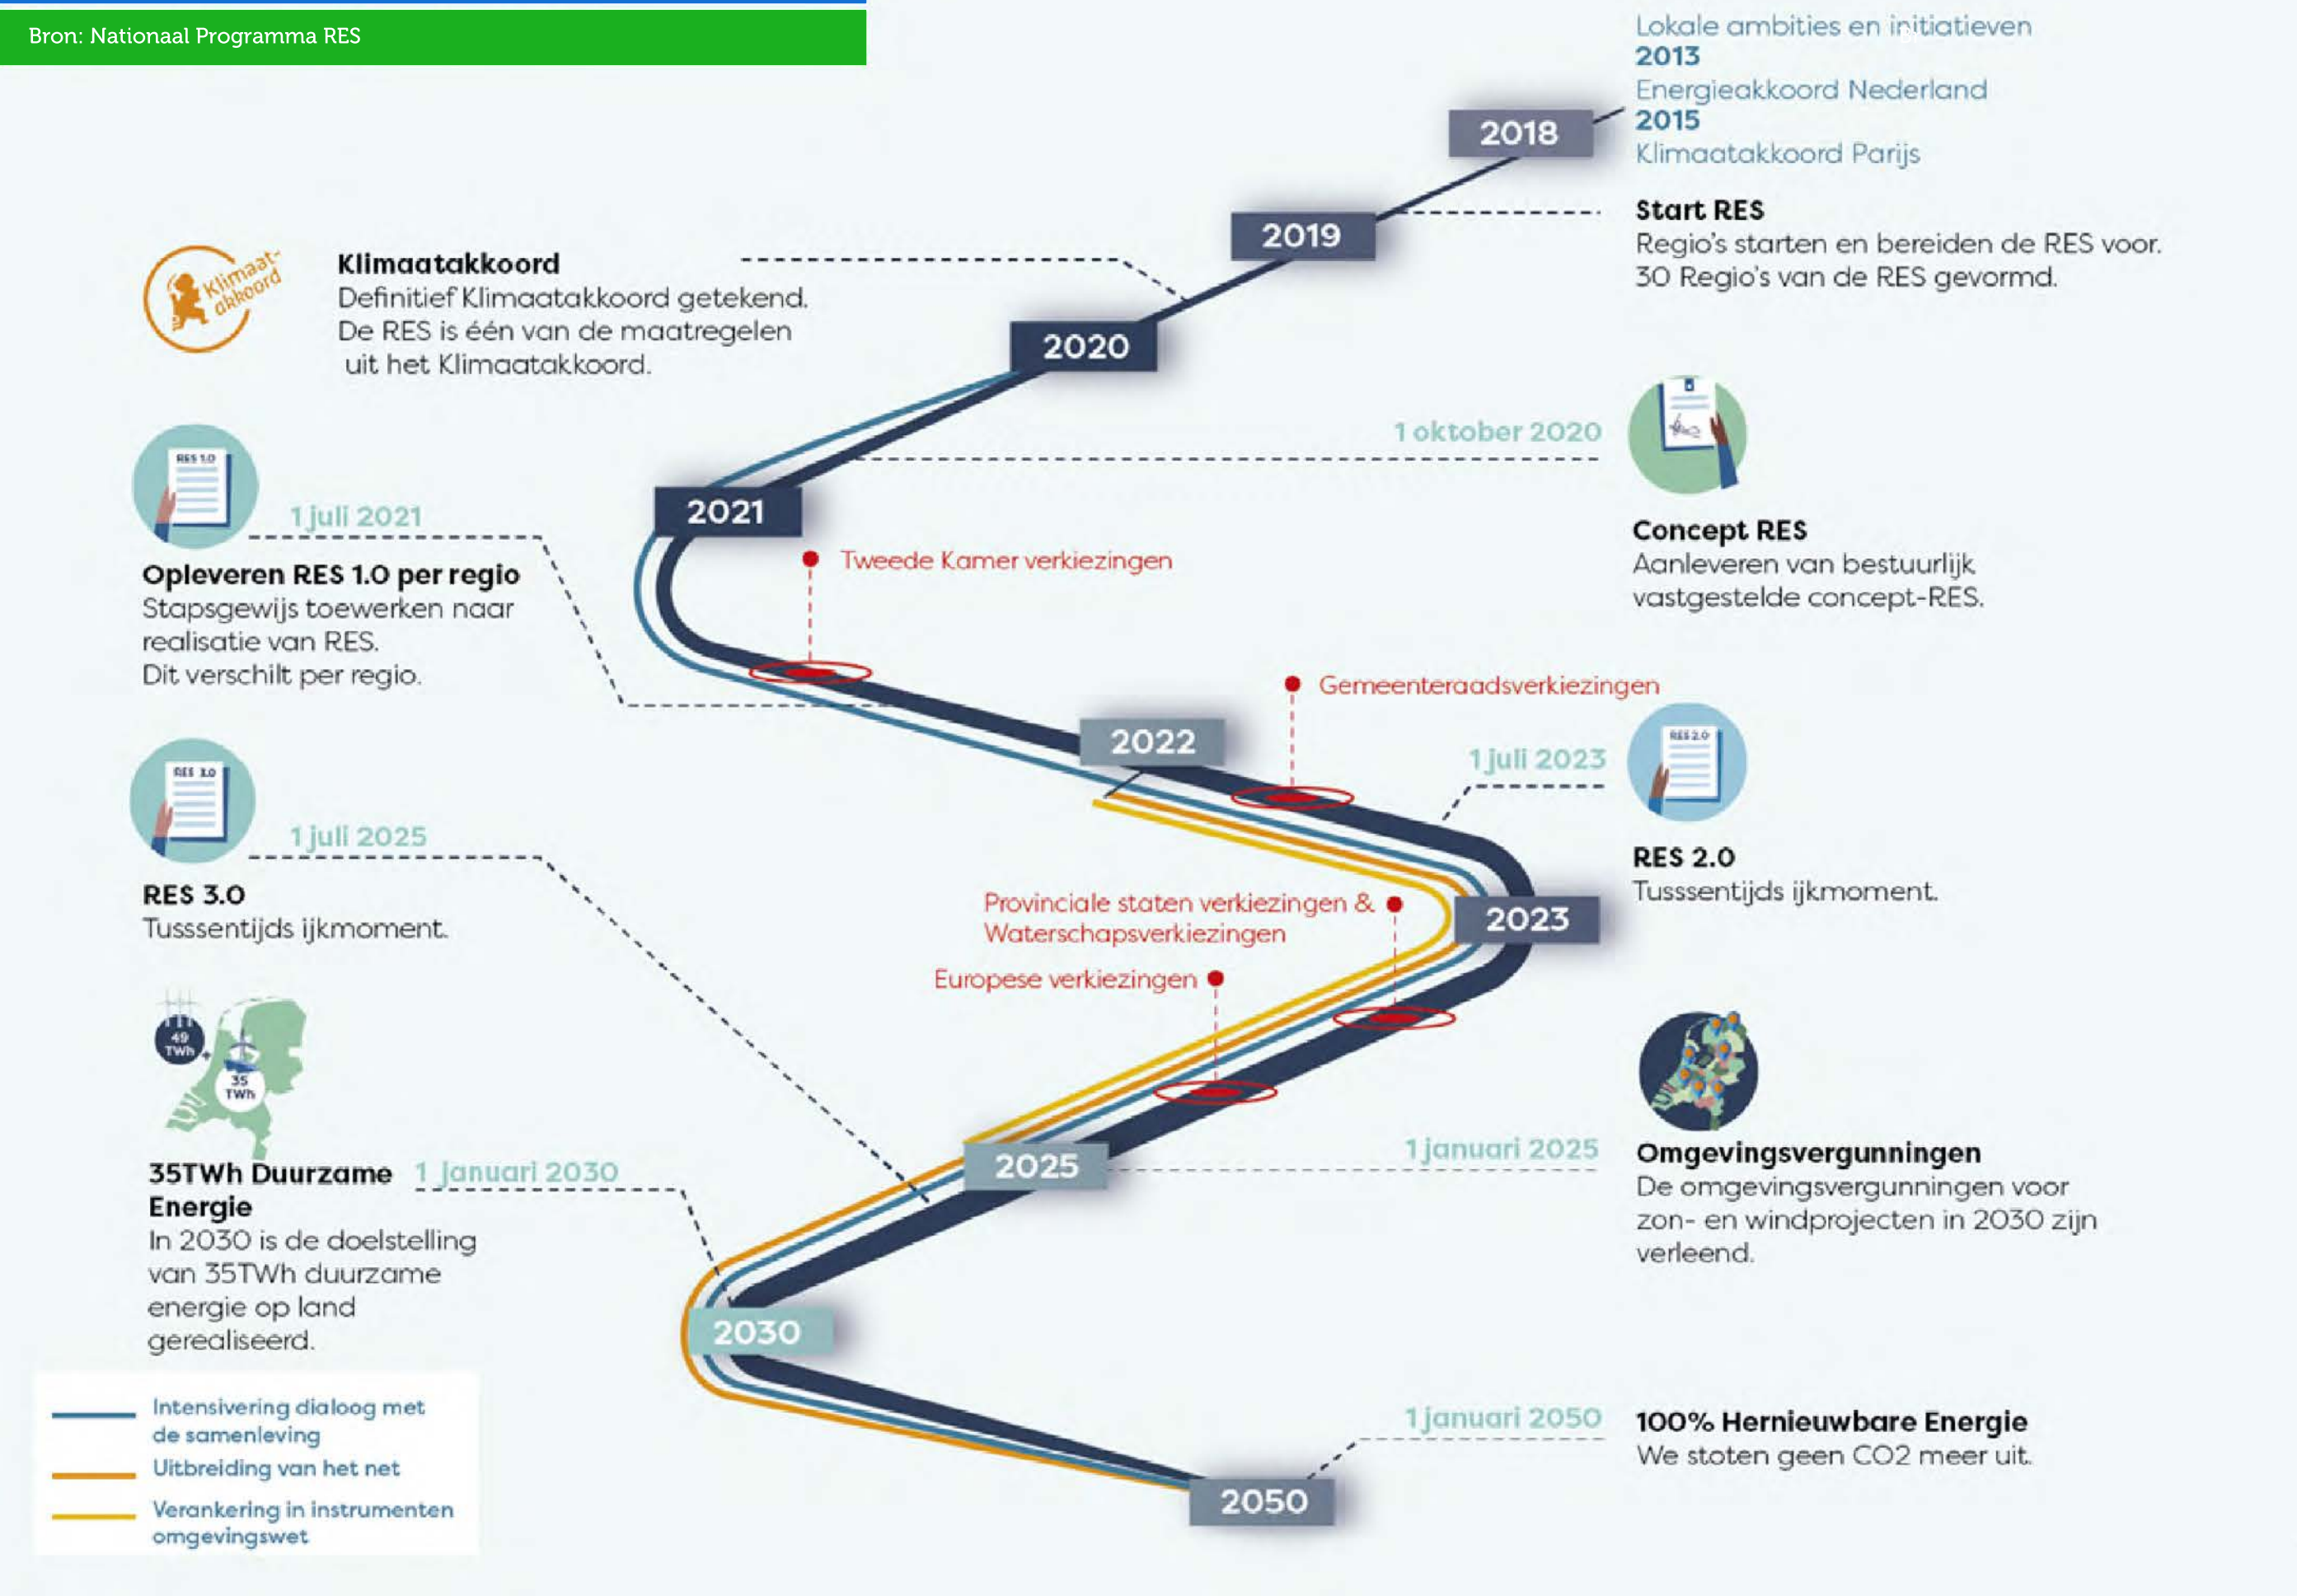 Bron: Nationaal Programma RES
Lokale ambities en initiatieven
2013
Energieakkoord Nederland
2015
Klimaatakkoord Parijs
2018
Start RES
Regio's starten en bereiden de RES voor.
30 Regio's van de RES gevormd.
2019
Klimaat-
akkoord
Klimaatakkoord
Definitief Klimaatakkoord getekend.
De RES is één van de maatregelen
uit het Klimaatakkoord.
2020
1 oktober 2020
Concept RES
Aanleveren van bestuurlijk
vastgestelde concept-RES.
RES 1.0
1 juli 2021
Opleveren RES 1.0 per regio
Stapsgewijs toewerken naar
realisatie van RES.
Dit verschilt per regio.
2021
Tweede Kamer verkiezingen
Gemeenteraadsverkiezingen
2022
1 juli 2023
RES 2.0
RES 2.0
Tusssentijds ijkmoment.
RES 3.0
1 juli 2025
RES 3.0
Tusssentijds ijkmoment.
Provinciale staten verkiezingen &
Waterschapsverkiezingen
2023
Europese verkiezingen
49
TWh
+
35
TWh
2025
1 januari 2025
Omgevingsvergunningen
De omgevingsvergunningen voor
zon- en windprojecten in 2030 zijn
verleend.
35TWh Duurzame
Energie
1 januari 2030
In 2030 is de doelstelling
van 35TWh duurzame
energie op land
gerealiseerd.
2030
Intensivering dialoog met
de samenleving
Uitbreiding van het net
Verankering in instrumenten
omgevingswet
1 januari 2050
100% Hernieuwbare Energie
We stoten geen CO2 meer uit.
2050